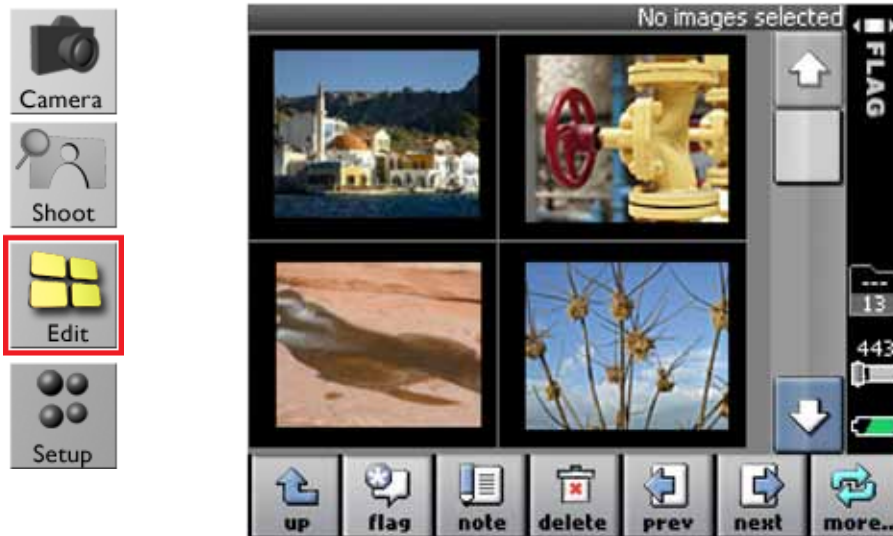 Camera
Shoot
Edit
Setup
No images selected
FLAG
---
13
443
up
flag
note
delete
prev
next
more..